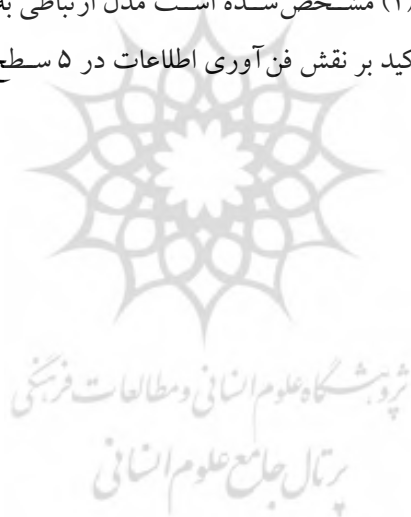 ۱) مشخص‌شده است مدل ارتباطی به
کید بر نقش فن‌آوری اطلاعات در ۵ سطح
پژوهشگاه علوم انسانی و مطالعات فرهنگی
پرتال جامع علوم انسانی